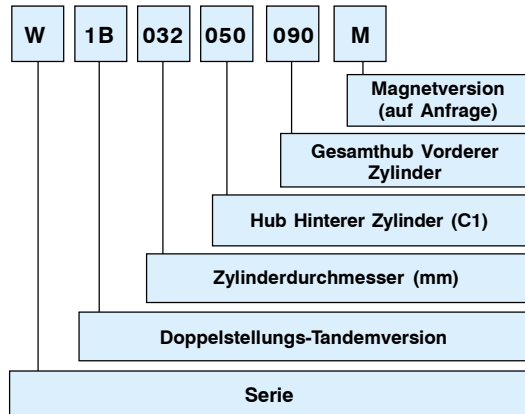 W 1B 032 050 090 M
Magnetversion
(auf Anfrage)
Gesamthub Vorderer
Zylinder
Hub Hinterer Zylinder (C1)
Zylinderdurchmesser (mm)
Doppelstellungs-Tandemversion
Serie